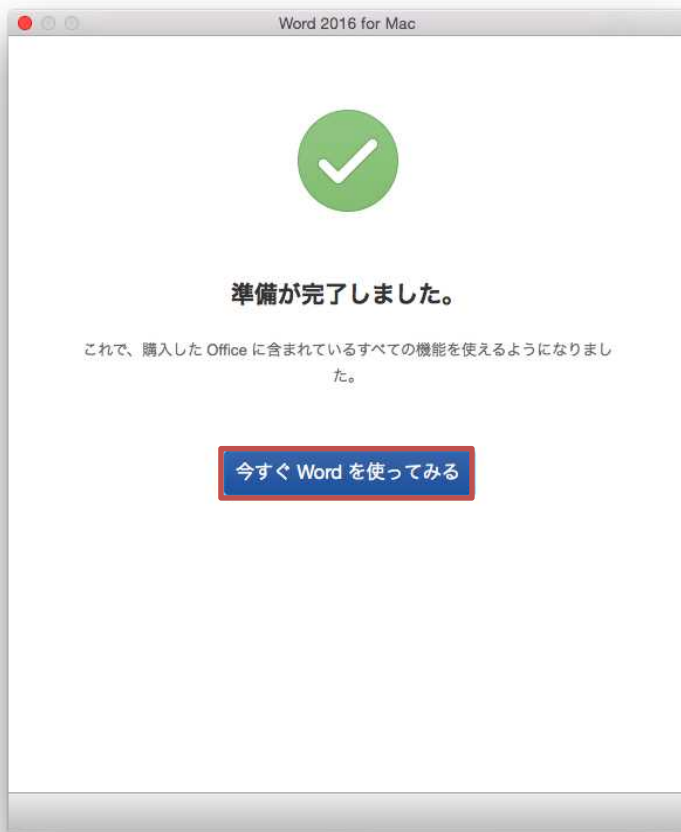 Word 2016 for Mac
準備が完了しました。
これで、購入した Office に含まれているすべての機能を使えるようになりまし
た。
今すぐ Word を使ってみる